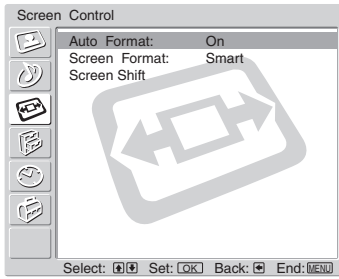 Screen Control
Auto Format: On
Screen Format: Smart
Screen Shift
Select: Set: OK Back: End: MENU